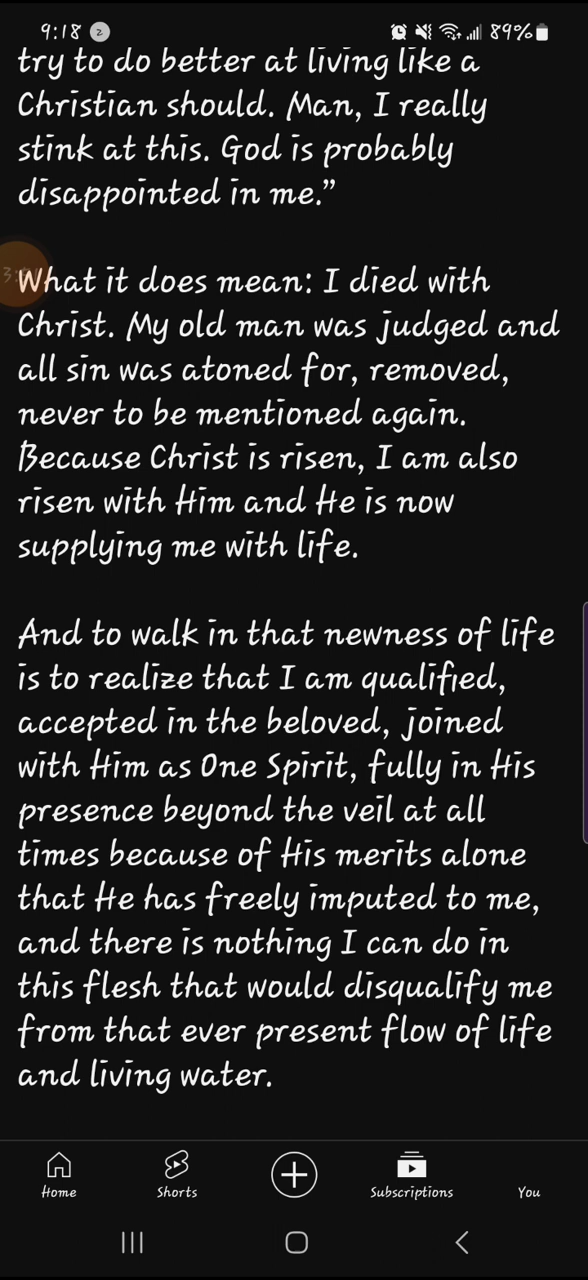 9:18 2 89%
try to do better at living like a
Christian should. Man, I really
stink at this. God is probably
disappointed in me.”
What it does mean: I died with
Christ. My old man was judged and
all sin was atoned for, removed,
never to be mentioned again.
Because Christ is risen, I am also
risen with Him and He is now
supplying me with life.
And to walk in that newness of life
is to realize that I am qualified,
accepted in the beloved, joined
with Him as One Spirit, fully in His
presence beyond the veil at all
times because of His merits alone
that He has freely imputed to me,
and there is nothing I can do in
this flesh that would disqualify me
from that ever present flow of life
and living water.
Home Shorts Subscriptions You